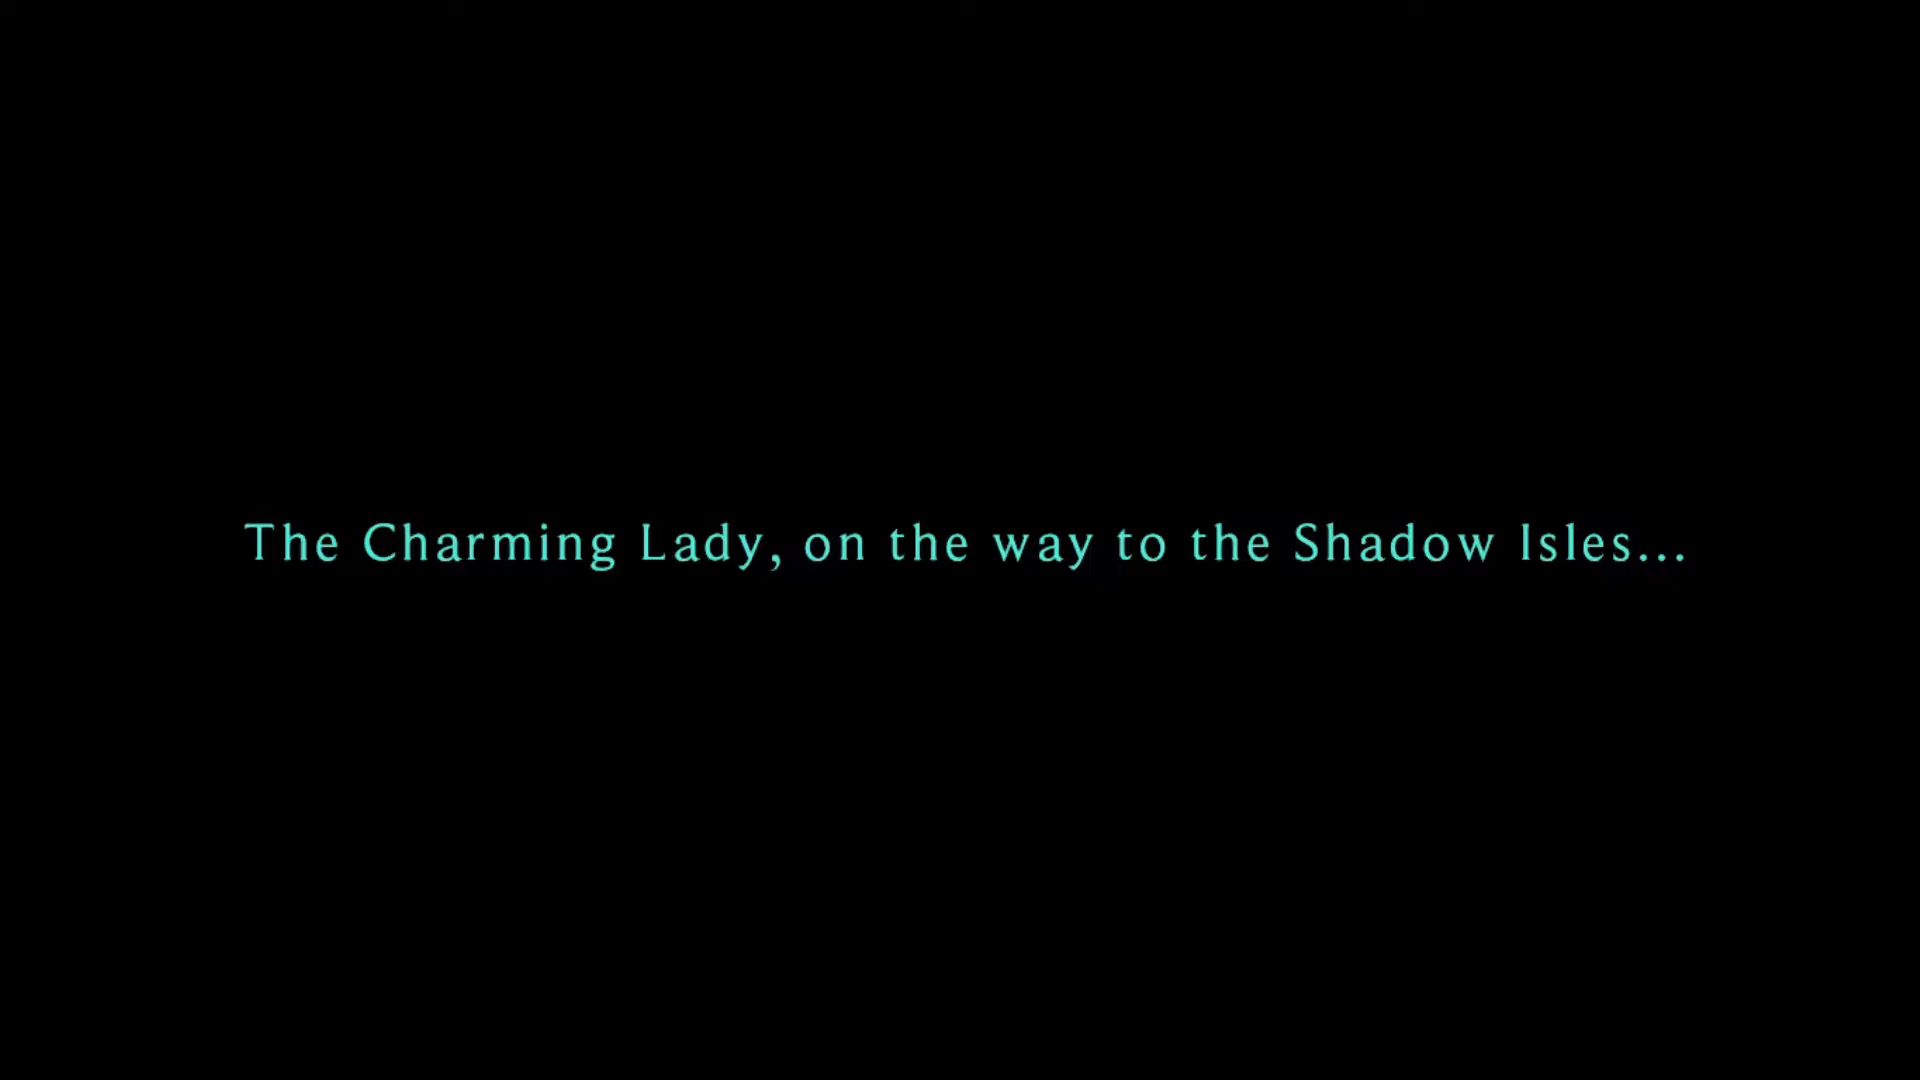 The Charming Lady, on the way to the Shadow Isles...